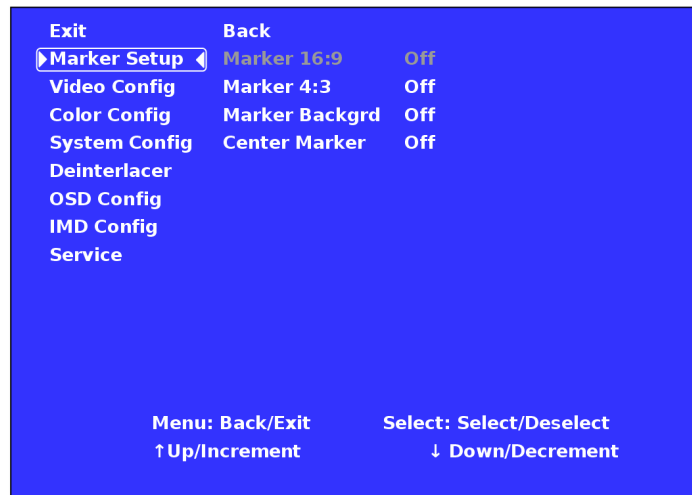 Exit Back
Marker Setup Marker 16:9 Off
Video Config Marker 4:3 Off
Color Config Marker Backgrd Off
System Config Center Marker Off
Deinterlacer
OSD Config
IMD Config
Service
Menu: Back/Exit Select: Select/Deselect
↑Up/Increment ↓ Down/Decrement